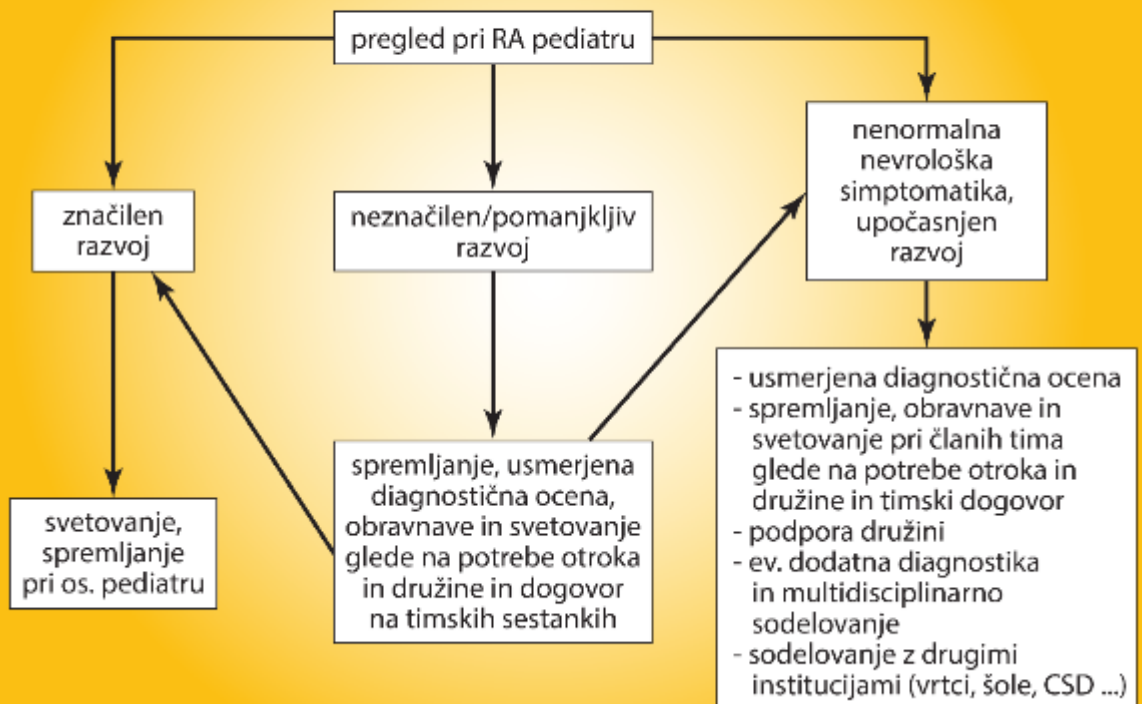 pregled pri RA pediatru
značilen
razvoj
neznačilen/pomanjkljiv
razvoj
nenormalna
nevrološka
simptomatika,
upočasnjen
razvoj
svetovanje,
spremljanje
pri os. pediatru
spremljanje, usmerjena
diagnostična ocena,
obravnave in svetovanje
glede na potrebe otroka
in družine in dogovor
na timskih sestankih
- usmerjena diagnostična ocena
- spremljanje, obravnave in
svetovanje pri članih tima
glede na potrebe otroka in
družine in timski dogovor
- podpora družini
- ev. dodatna diagnostika
in multidisciplinarno
sodelovanje
- sodelovanje z drugimi
institucijami (vrtci, šole, CSD ...)